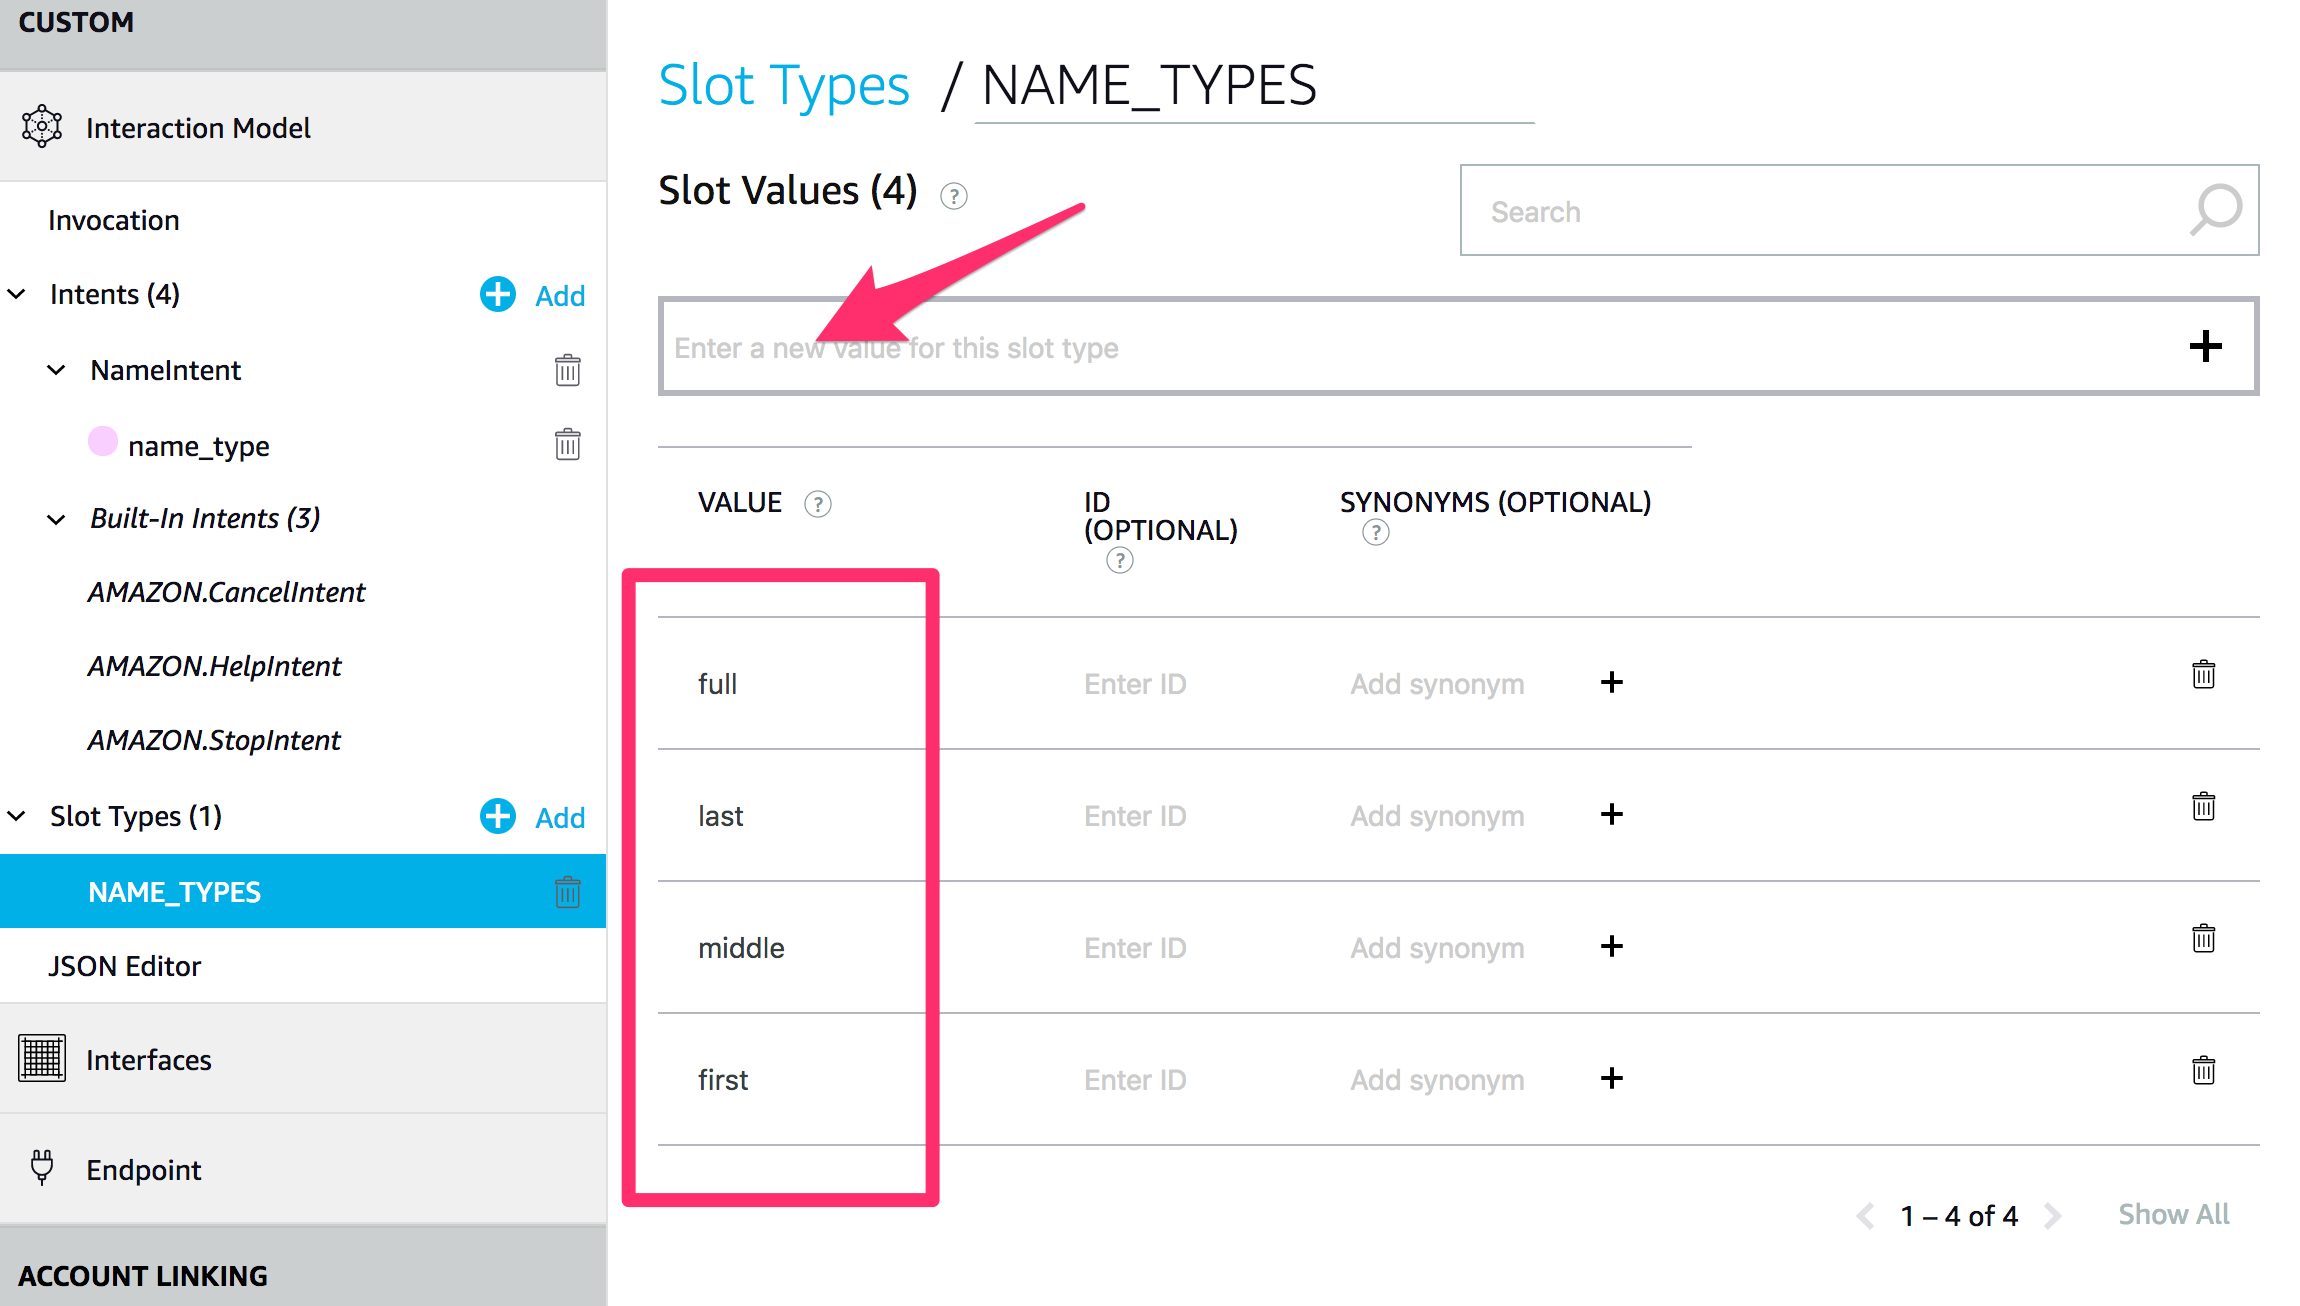 CUSTOM
Interaction Model
Invocation
Intents (4)
Add
NameIntent
name_type
Built-In Intents (3)
AMAZON.CancelIntent
AMAZON.HelpIntent
AMAZON.StopIntent
Slot Types (1)
Add
NAME_TYPES
JSON Editor
Interfaces
Endpoint
ACCOUNT LINKING
Slot Types / NAME_TYPES
Slot Values (4) ?
Search
Enter a new value for this slot type
VALUE ?
ID
(OPTIONAL)
?
SYNONYMS (OPTIONAL)
?
full Enter ID Add synonym
last Enter ID Add synonym
middle Enter ID Add synonym
first Enter ID Add synonym
1 – 4 of 4 Show All